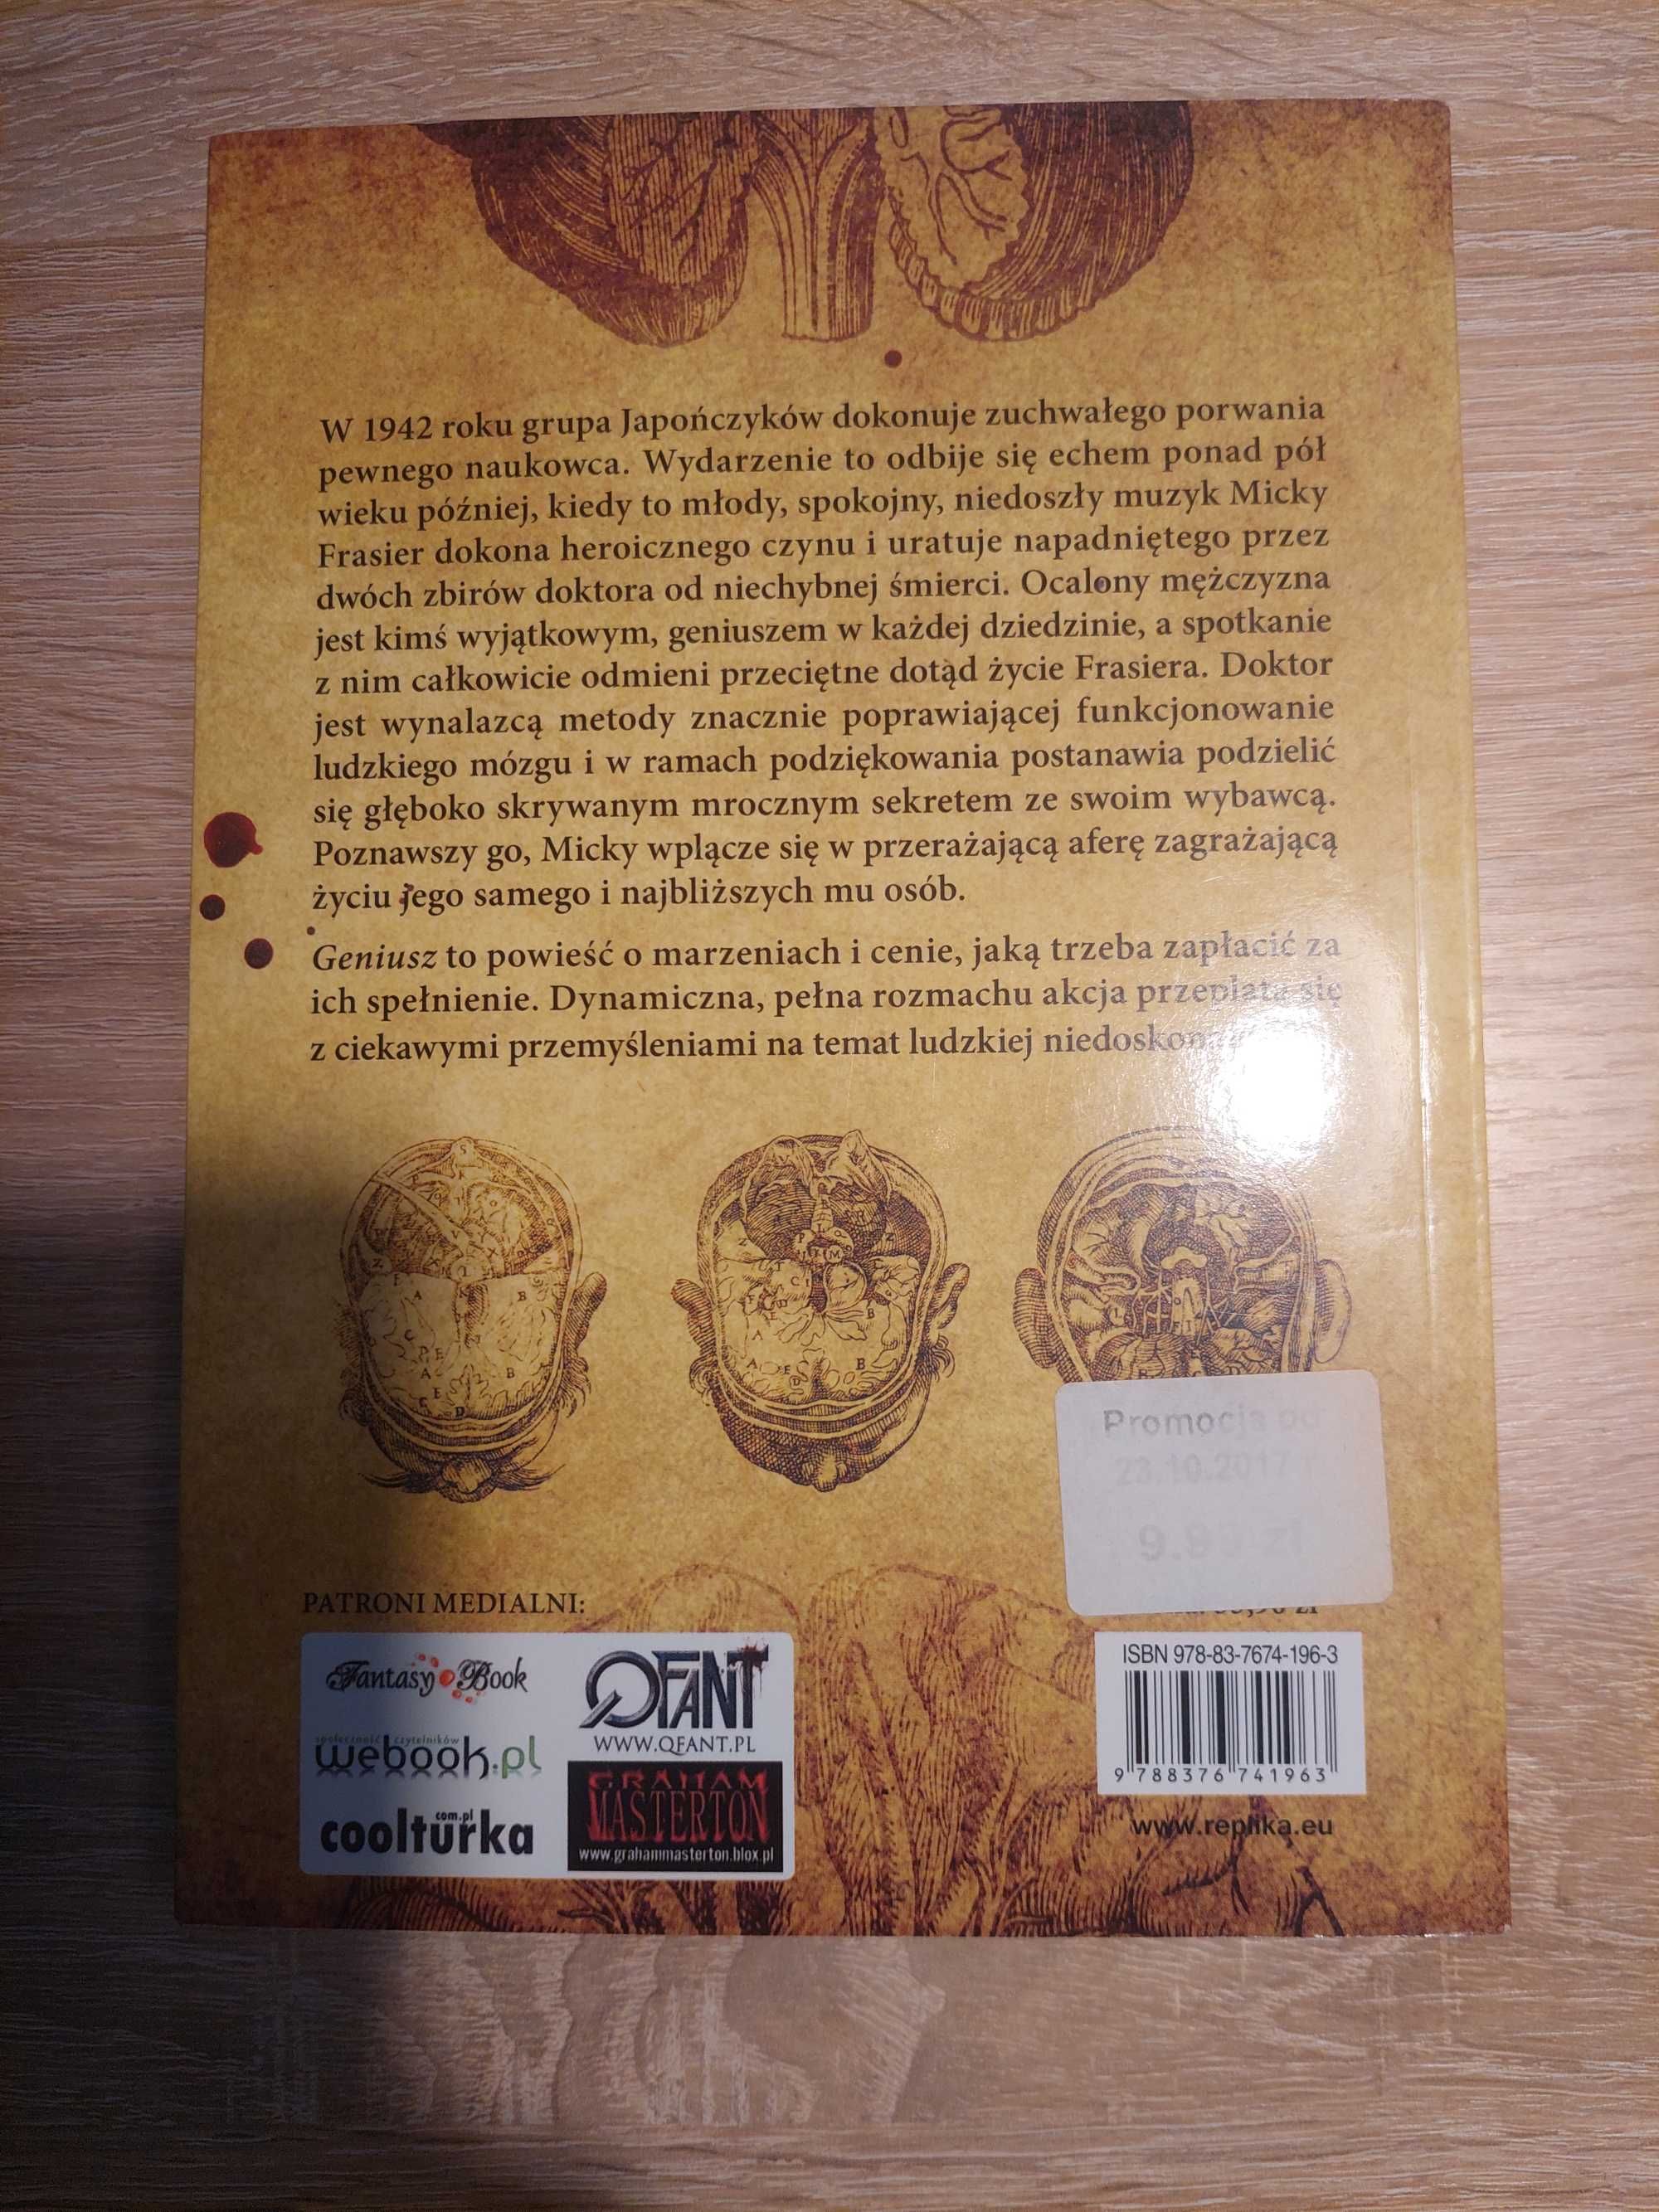 W 1942 roku grupa Japończyków dokonuje zuchwałego porwania
pewnego naukowca. Wydarzenie to odbije się echem ponad pół
wieku później, kiedy to młody, spokojny, niedoszły muzyk Micky
Frasier dokona heroicznego czynu i uratuje napadniętego przez
dwóch zbirów doktora od niechybnej śmierci. Ocalony mężczyzna
jest kimś wyjątkowym, geniuszem w każdej dziedzinie, a spotkanie
z nim całkowicie odmieni przeciętne dotąd życie Frasiera. Doktor
jest wynalazcą metody znacznie poprawiającej funkcjonowanie
ludzkiego mózgu i w ramach podziękowania postanawia podzielić
się głęboko skrywanym mrocznym sekretem ze swoim wybawcą.
Poznawszy go, Micky wplącze się w przerażającą aferę zagrażającą
życiu jego samego i najbliższych mu osób.
Geniusz to powieść o marzeniach i cenie, jaką trzeba zapłacić za
ich spełnienie. Dynamiczna, pełna rozmachu akcja przeplata się
z ciekawymi przemyśleniami na temat ludzkiej
Promocja od
23.10.2017
9.99 zł
PATRONI MEDIALNI:
Fantasy Book
QFANT
WWW.QFANT.PL
społeczność czytelników
webook.pl
GRAHAM
MASTERTON
www.grahammasterton.blox.pl
com.pl
coolturka
ISBN 978-83-7674-196-3
9 788376 741963
www.replika.eu